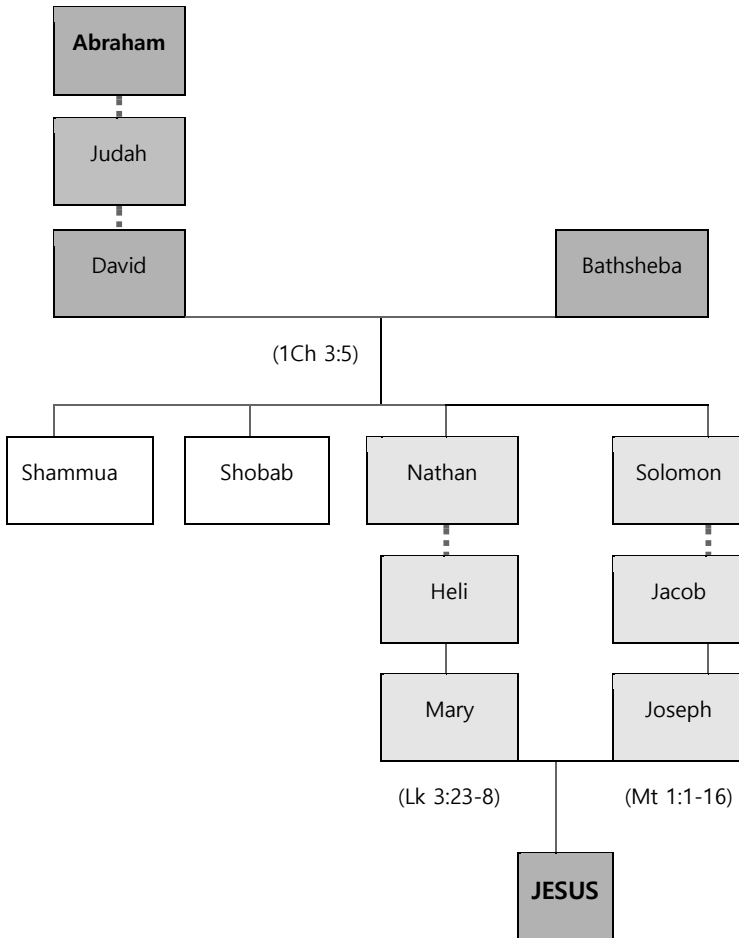 Abraham
Judah
David
Bathsheba
(1Ch 3:5)
Shammua
Shobab
Nathan
Solomon
Heli
Jacob
Mary
Joseph
(Lk 3:23-8)
(Mt 1:1-16)
JESUS